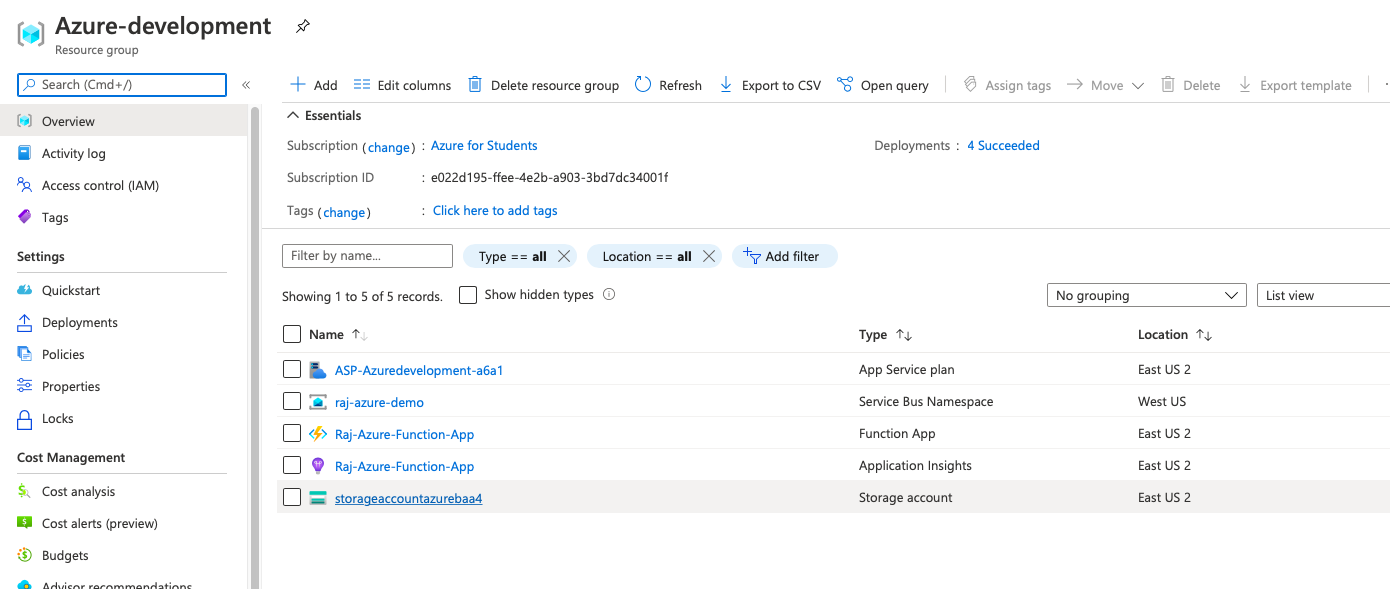 Azure-development
Resource group
Search (Cmd+/)
«
Add
Edit columns
Delete resource group
Refresh
Export to CSV
Open query
Assign tags
Move
Delete
Export template
Overview
Activity log
Access control (IAM)
Tags
Settings
Quickstart
Deployments
Policies
Properties
Locks
Cost Management
Cost analysis
Cost alerts (preview)
Budgets
Advisor recommendations
Essentials
Subscription (change) : Azure for Students
Deployments : 4 Succeeded
Subscription ID : e022d195-ffee-4e2b-a903-3bd7dc34001f
Tags (change) : Click here to add tags
Filter by name...
Type == all
Location == all
Add filter
Showing 1 to 5 of 5 records.
Show hidden types
No grouping
List view
Name Type Location
ASP-Azuredevelopment-a6a1 App Service plan East US 2
raj-azure-demo Service Bus Namespace West US
Raj-Azure-Function-App Function App East US 2
Raj-Azure-Function-App Application Insights East US 2
storageaccountazurebaa4 Storage account East US 2